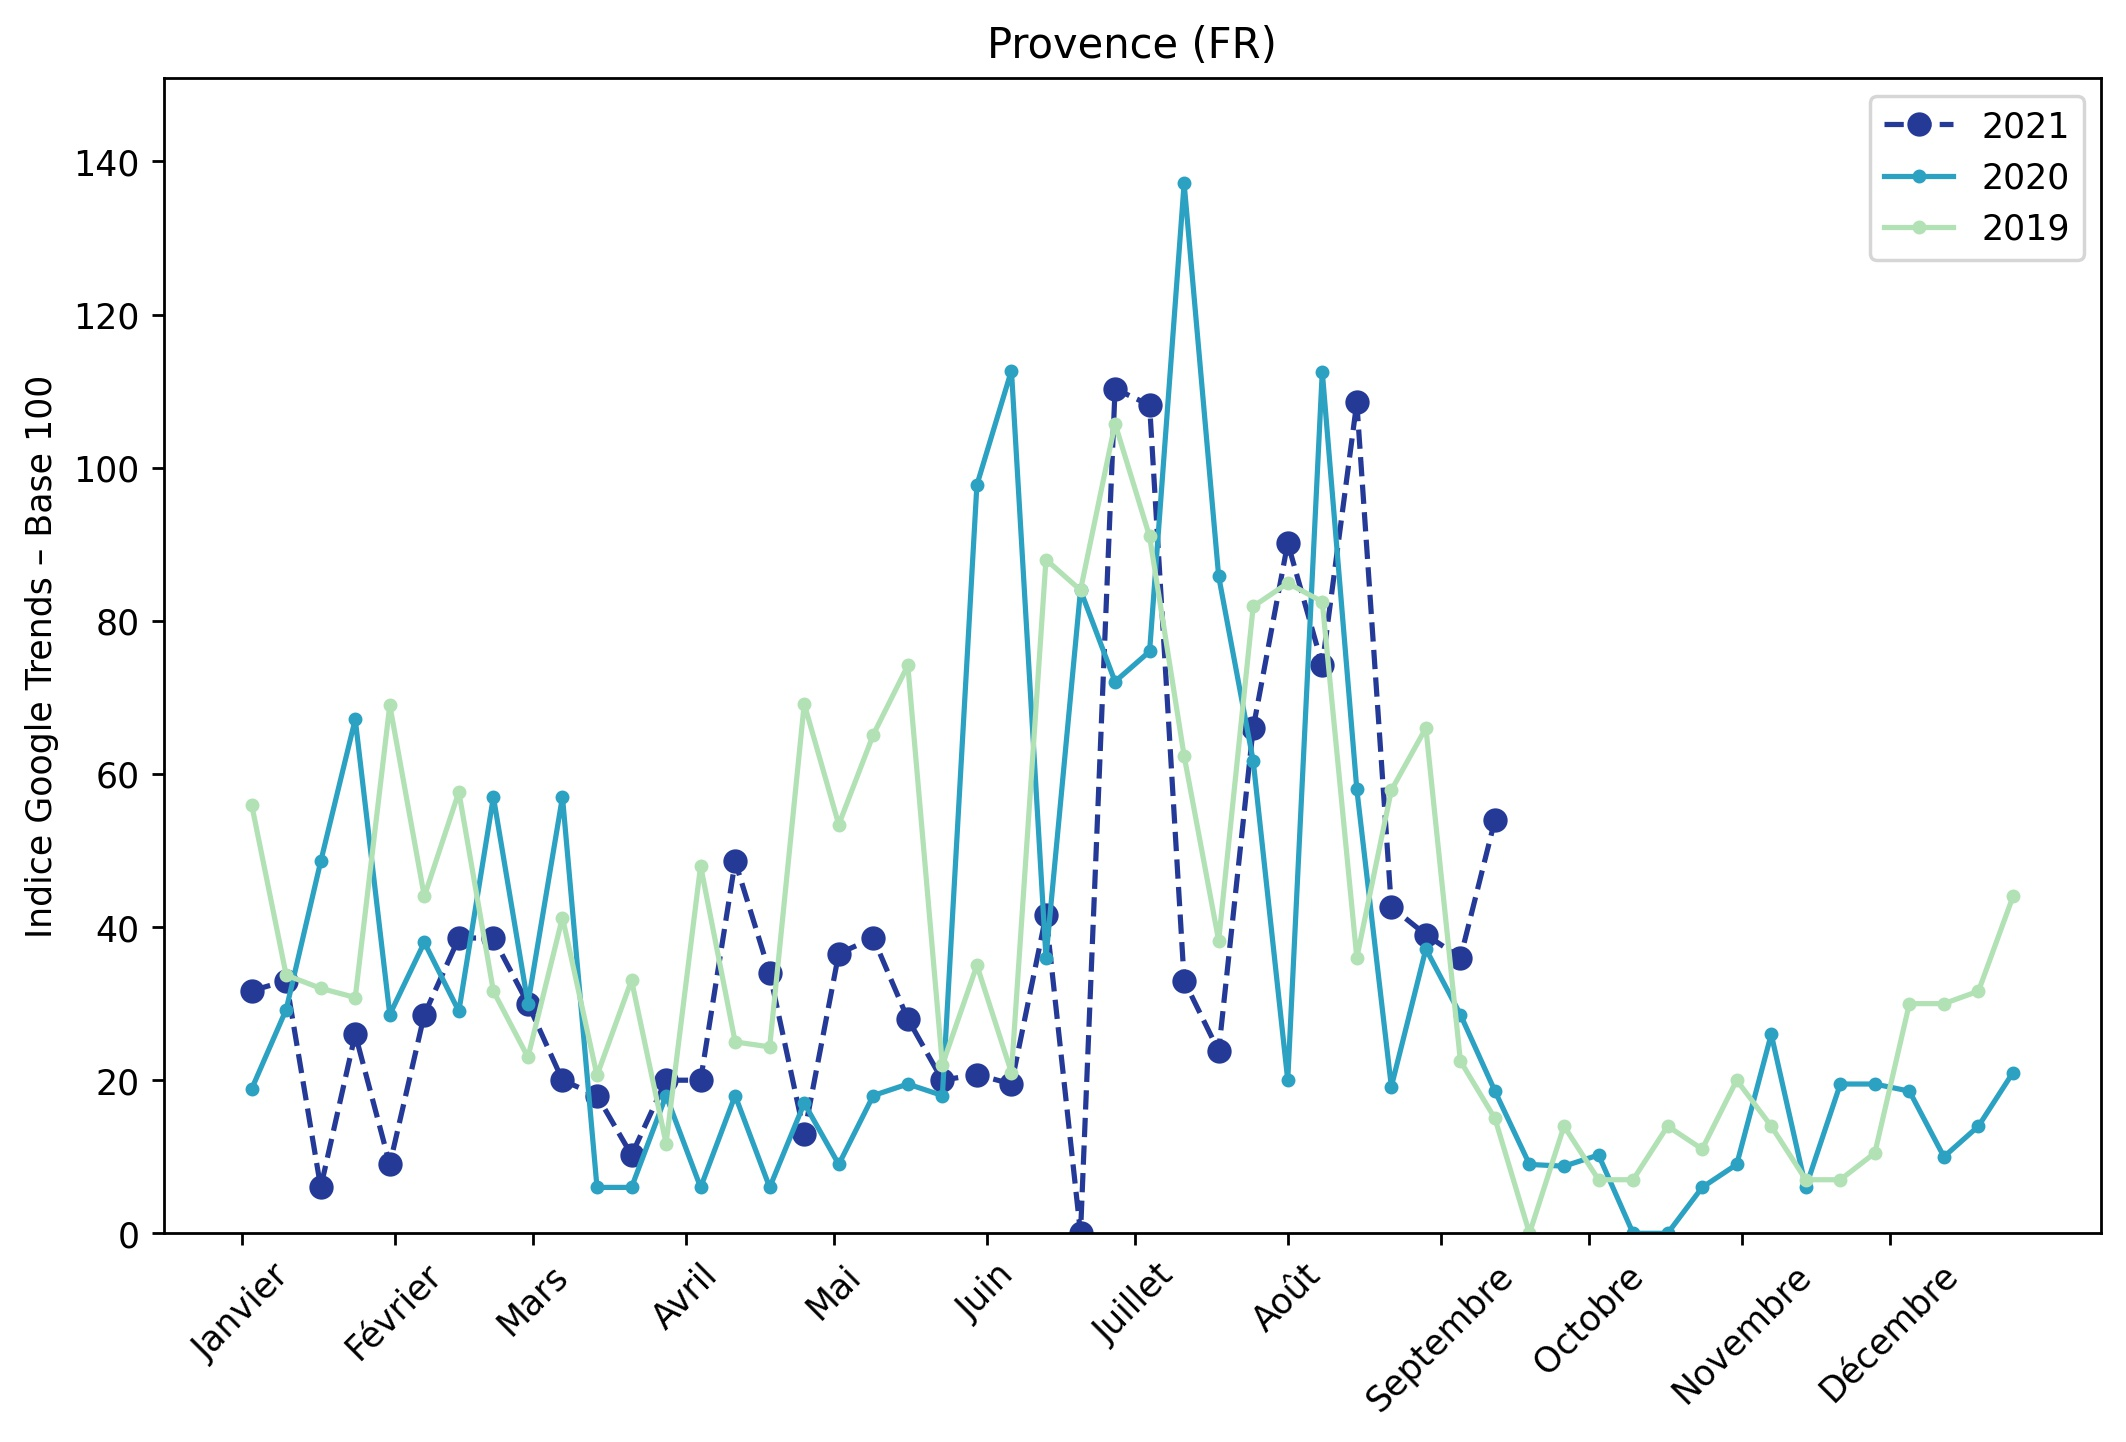 Provence (FR)
Indice Google Trends – Base 100
140
120
100
80
60
40
20
0
2021
2020
2019
Janvier
Février
Mars
Avril
Mai
Juin
Juillet
Août
Septembre
Octobre
Novembre
Décembre